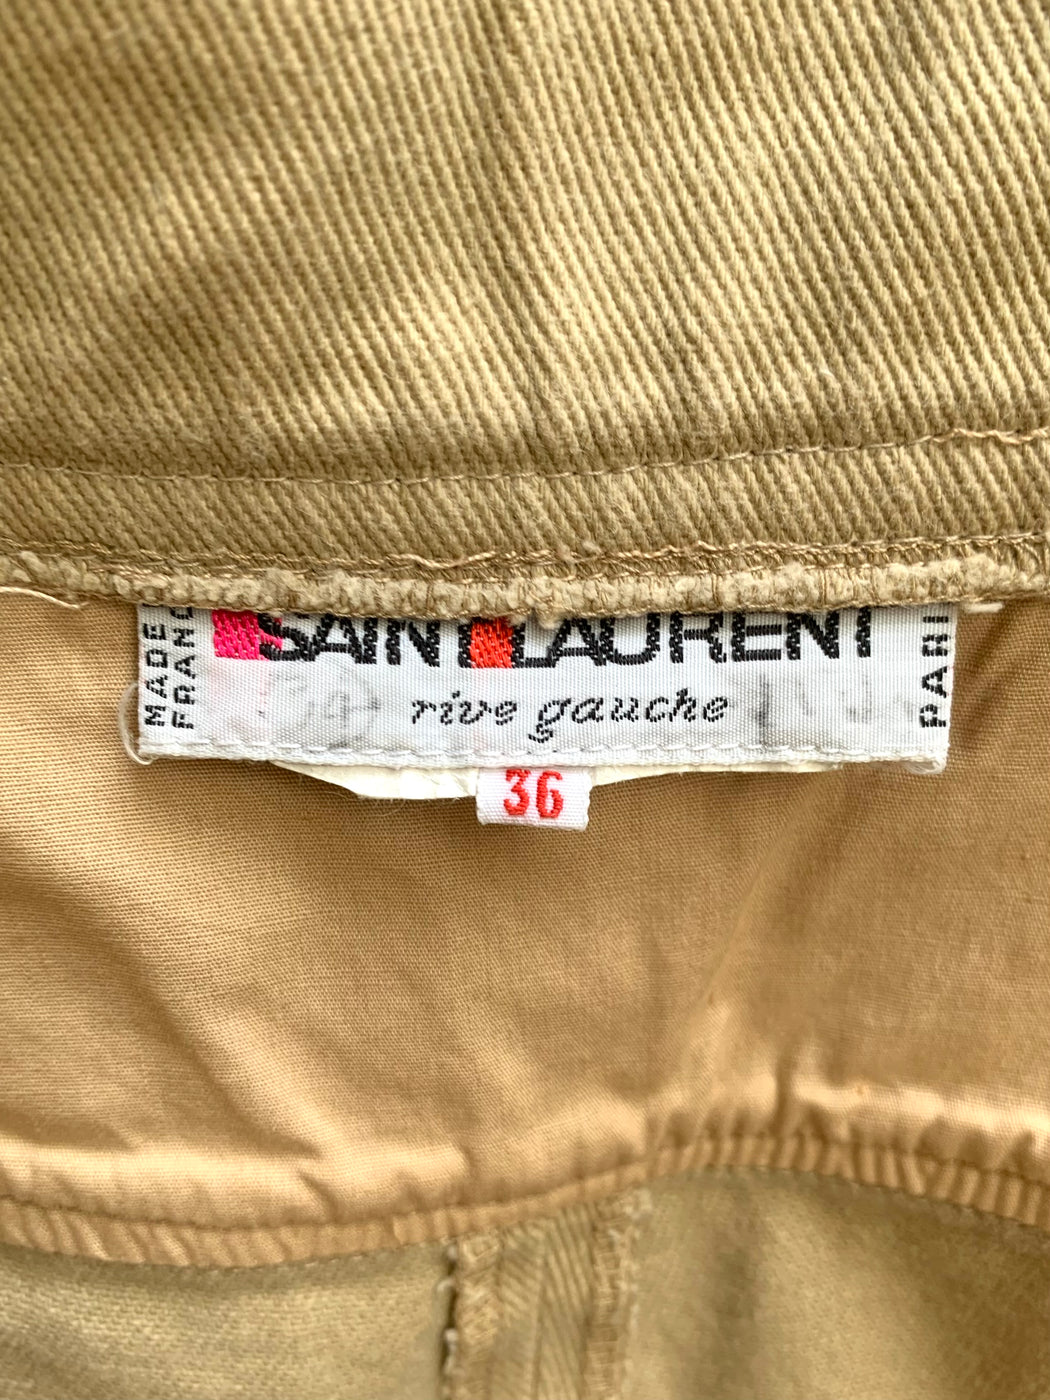 MADE
FRANC
SAINT LAURENT
rive gauche
PARI
36